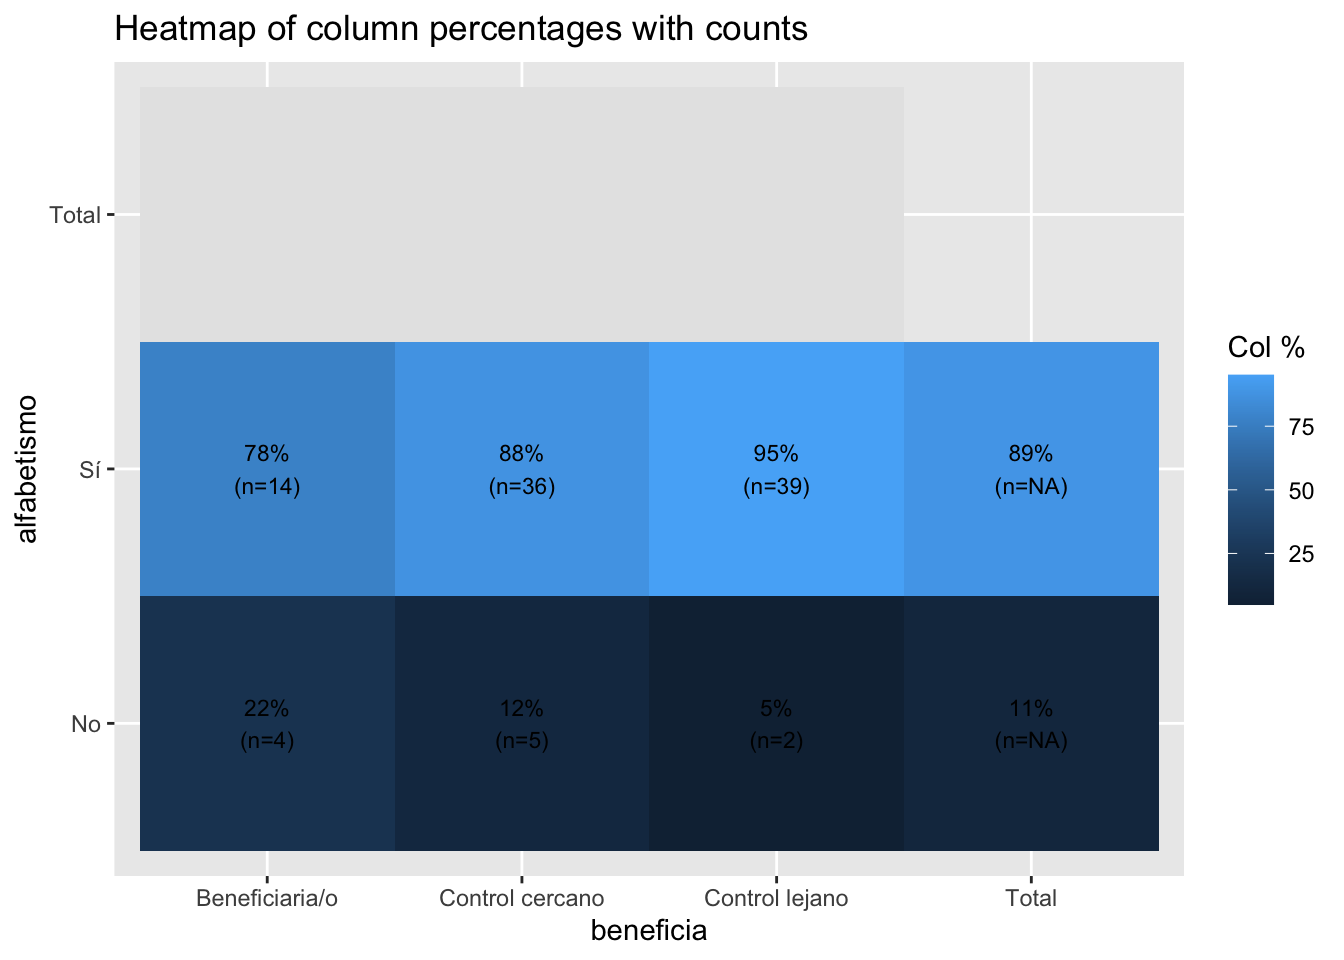 Heatmap of column percentages with counts
alfabetismo
Total
Sí
No
78%
(n=14)
88%
(n=36)
95%
(n=39)
89%
(n=NA)
22%
(n=4)
12%
(n=5)
5%
(n=2)
11%
(n=NA)
Beneficiaria/o
Control cercano
Control lejano
Total
beneficia
Col %
75
50
25